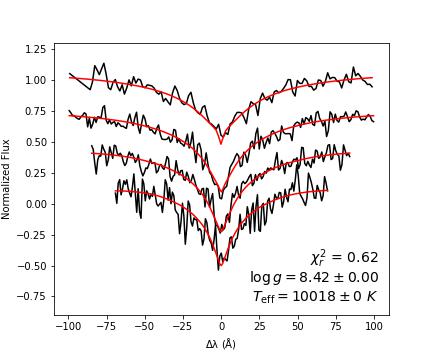 1.25
1.00
0.75
0.50
0.25
0.00
−0.25
−0.50
−0.75
Normalized Flux
χ²ᵣ = 0.62
log g = 8.42 ± 0.00
T_eff = 10018 ± 0 K
−100 −75 −50 −25 0 25 50 75 100
Δλ (Å)